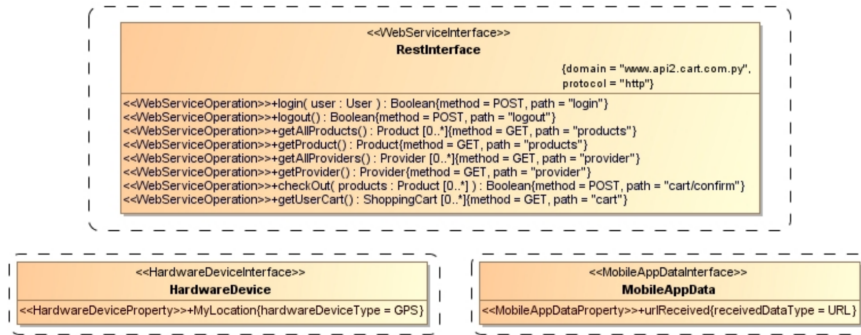 <<WebServiceInterface>>
RestInterface
{domain = "www.api2.cart.com.py",
protocol = "http"}
<<WebServiceOperation>>+login( user : User ) : Boolean{method = POST, path = "login"}
<<WebServiceOperation>>+logout() : Boolean{method = POST, path = "logout"}
<<WebServiceOperation>>+getAllProducts() : Product [0..*]{method = GET, path = "products"}
<<WebServiceOperation>>+getProduct() : Product{method = GET, path = "products"}
<<WebServiceOperation>>+getAllProviders() : Provider [0..*]{method = GET, path = "provider"}
<<WebServiceOperation>>+getProvider() : Provider{method = GET, path = "provider"}
<<WebServiceOperation>>+checkOut( products : Product [0..*] ) : Boolean{method = POST, path = "cart/confirm"}
<<WebServiceOperation>>+getUserCart() : ShoppingCart [0..*]{method = GET, path = "cart"}
<<HardwareDeviceInterface>>
HardwareDevice
<<HardwareDeviceProperty>>+MyLocation{hardwareDeviceType = GPS}
<<MobileAppDataInterface>>
MobileAppData
<<MobileAppDataProperty>>+urlReceived{receivedDataType = URL}